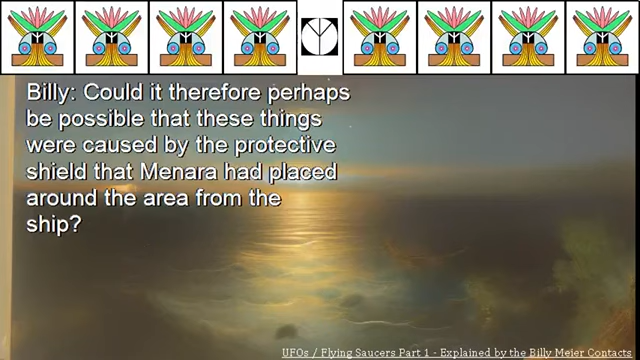 Billy: Could it therefore perhaps
be possible that these things
were caused by the protective
shield that Menara had placed
around the area from the
ship?
UFOs / Flying Saucers Part 1 - Explained by the Billy Meier Contacts